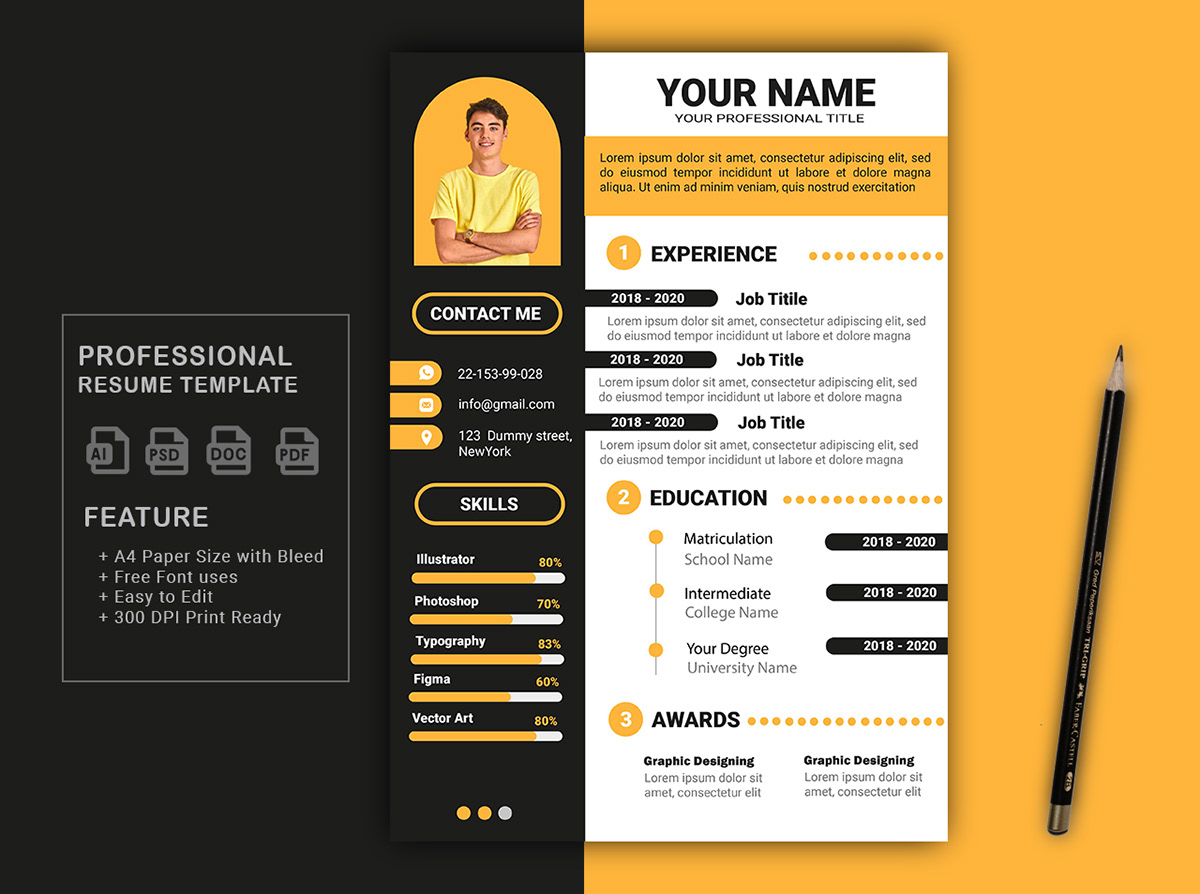 PROFESSIONAL
RESUME TEMPLATE
AI
PSD
DOC
PDF
FEATURE
+ A4 Paper Size with Bleed
+ Free Font uses
+ Easy to Edit
+ 300 DPI Print Ready
CONTACT ME
22-153-99-028
info@gmail.com
123 Dummy street,
NewYork
SKILLS
Illustrator 80%
Photoshop 70%
Typography 83%
Figma 60%
Vector Art 80%
YOUR NAME
YOUR PROFESSIONAL TITLE
Lorem ipsum dolor sit amet, consectetur adipiscing elit, sed
do eiusmod tempor incididunt ut labore et dolore magna
aliqua. Ut enim ad minim veniam, quis nostrud exercitation
1 EXPERIENCE
2018 - 2020 Job Titile
Lorem ipsum dolor sit amet, consectetur adipiscing elit, sed
do eiusmod tempor incididunt ut labore et dolore magna
2018 - 2020 Job Title
Lorem ipsum dolor sit amet, consectetur adipiscing elit, sed
do eiusmod tempor incididunt ut labore et dolore magna
2018 - 2020 Job Title
Lorem ipsum dolor sit amet, consectetur adipiscing elit, sed
do eiusmod tempor incididunt ut labore et dolore magna
2 EDUCATION
Matriculation 2018 - 2020
School Name
Intermediate 2018 - 2020
College Name
Your Degree 2018 - 2020
University Name
3 AWARDS
Graphic Designing
Lorem ipsum dolor sit
amet, consectetur elit
Graphic Designing
Lorem ipsum dolor sit
amet, consectetur elit
TRI-GRIP FABER-CASTELL